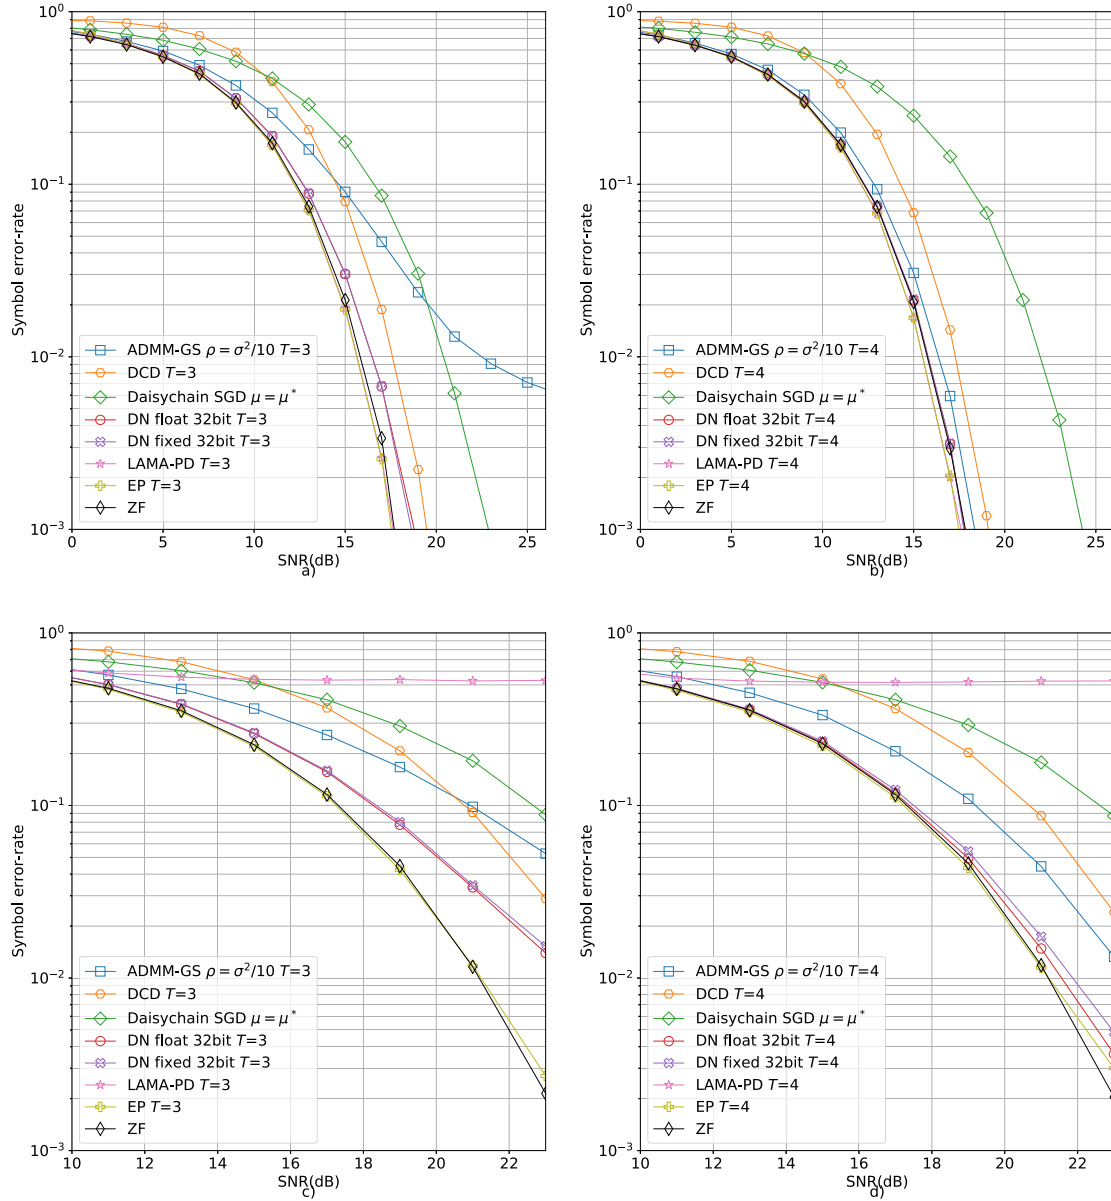 10⁰
10⁻¹
10⁻²
10⁻³
Symbol error-rate
ADMM-GS ρ = σ²/10 T=3
DCD T=3
Daisychain SGD μ = μ*
DN float 32bit T=3
DN fixed 32bit T=3
LAMA-PD T=3
EP T=3
ZF
0 5 10 15 20 25
SNR(dB)
a)
10⁰
10⁻¹
10⁻²
10⁻³
Symbol error-rate
ADMM-GS ρ = σ²/10 T=4
DCD T=4
Daisychain SGD μ = μ*
DN float 32bit T=4
DN fixed 32bit T=4
LAMA-PD T=4
EP T=4
ZF
0 5 10 15 20 25
SNR(dB)
b)
10⁰
10⁻¹
10⁻²
10⁻³
Symbol error-rate
ADMM-GS ρ = σ²/10 T=3
DCD T=3
Daisychain SGD μ = μ*
DN float 32bit T=3
DN fixed 32bit T=3
LAMA-PD T=3
EP T=3
ZF
10 12 14 16 18 20 22
SNR(dB)
c)
10⁰
10⁻¹
10⁻²
10⁻³
Symbol error-rate
ADMM-GS ρ = σ²/10 T=4
DCD T=4
Daisychain SGD μ = μ*
DN float 32bit T=4
DN fixed 32bit T=4
LAMA-PD T=4
EP T=4
ZF
10 12 14 16 18 20 22
SNR(dB)
d)